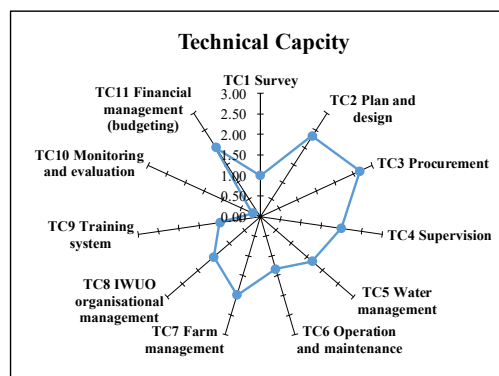 Technical Capcity
TC1 Survey
TC2 Plan and
design
TC3 Procurement
TC4 Supervision
TC5 Water
management
TC6 Operation
and maintenance
TC7 Farm
management
TC8 IWUO
organisational
management
TC9 Training
system
TC10 Monitoring
and evaluation
TC11 Financial
management
(budgeting)
3.00
2.50
2.00
1.50
1.00
0.50
0.00